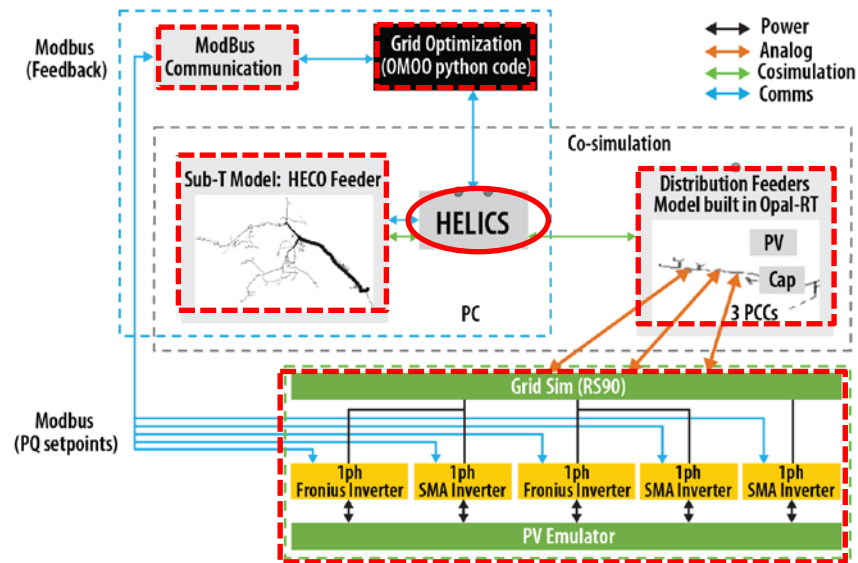 Modbus
(Feedback)
ModBus
Communication
Grid Optimization
(OMOO python code)
Power
Analog
Cosimulation
Comms
Co-simulation
Sub-T Model: HECO Feeder
HELICS
Distribution Feeders
Model built in Opal-RT
PV
Cap
3 PCCs
PC
Grid Sim (RS90)
Modbus
(PQ setpoints)
1ph
Fronius Inverter
1ph
SMA Inverter
1ph
Fronius Inverter
1ph
SMA Inverter
1ph
SMA Inverter
PV Emulator